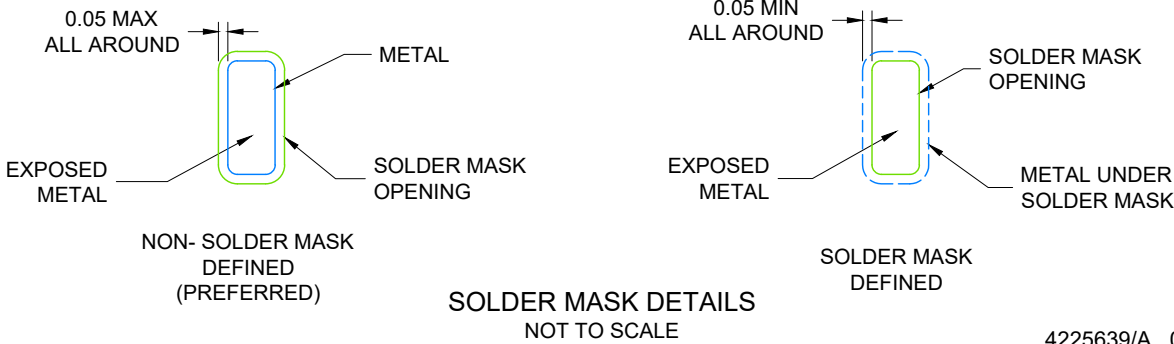 0.05 MAX
ALL AROUND
METAL
EXPOSED
METAL
SOLDER MASK
OPENING
NON- SOLDER MASK
DEFINED
(PREFERRED)
0.05 MIN
ALL AROUND
SOLDER MASK
OPENING
EXPOSED
METAL
METAL UNDER
SOLDER MASK
SOLDER MASK
DEFINED
SOLDER MASK DETAILS
NOT TO SCALE
4225639/A